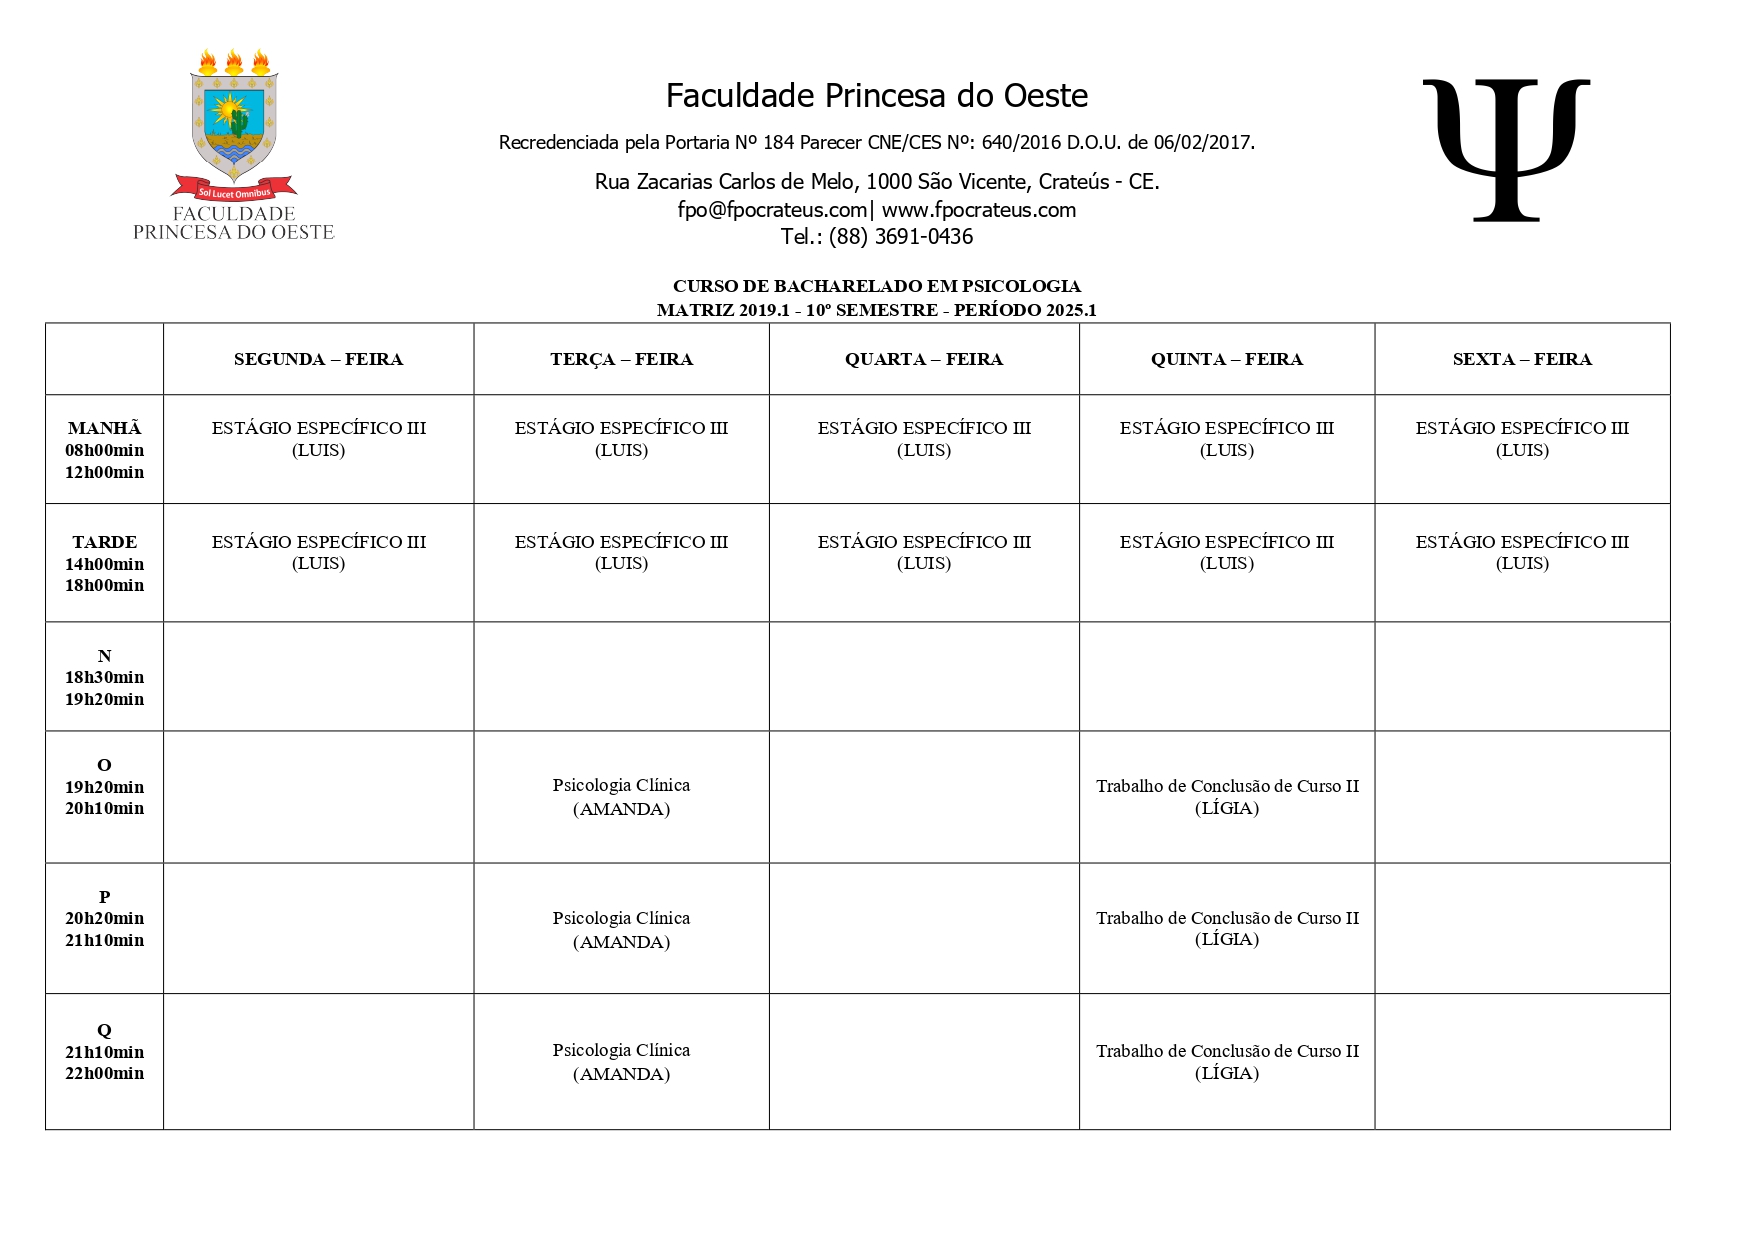 Sol Lucet Omnibus
FACULDADE
PRINCESA DO OESTE
Faculdade Princesa do Oeste
Recredenciada pela Portaria Nº 184 Parecer CNE/CES Nº: 640/2016 D.O.U. de 06/02/2017.
Rua Zacarias Carlos de Melo, 1000 São Vicente, Crateús - CE.
fpo@fpocrateus.com| www.fpocrateus.com
Tel.: (88) 3691-0436
Ψ
CURSO DE BACHARELADO EM PSICOLOGIA
MATRIZ 2019.1 - 10º SEMESTRE - PERÍODO 2025.1
SEGUNDA – FEIRA
TERÇA – FEIRA
QUARTA – FEIRA
QUINTA – FEIRA
SEXTA – FEIRA
MANHÃ
08h00min
12h00min
ESTÁGIO ESPECÍFICO III
(LUIS)
ESTÁGIO ESPECÍFICO III
(LUIS)
ESTÁGIO ESPECÍFICO III
(LUIS)
ESTÁGIO ESPECÍFICO III
(LUIS)
ESTÁGIO ESPECÍFICO III
(LUIS)
TARDE
14h00min
18h00min
ESTÁGIO ESPECÍFICO III
(LUIS)
ESTÁGIO ESPECÍFICO III
(LUIS)
ESTÁGIO ESPECÍFICO III
(LUIS)
ESTÁGIO ESPECÍFICO III
(LUIS)
ESTÁGIO ESPECÍFICO III
(LUIS)
N
18h30min
19h20min
O
19h20min
20h10min
Psicologia Clínica
(AMANDA)
Trabalho de Conclusão de Curso II
(LÍGIA)
P
20h20min
21h10min
Psicologia Clínica
(AMANDA)
Trabalho de Conclusão de Curso II
(LÍGIA)
Q
21h10min
22h00min
Psicologia Clínica
(AMANDA)
Trabalho de Conclusão de Curso II
(LÍGIA)